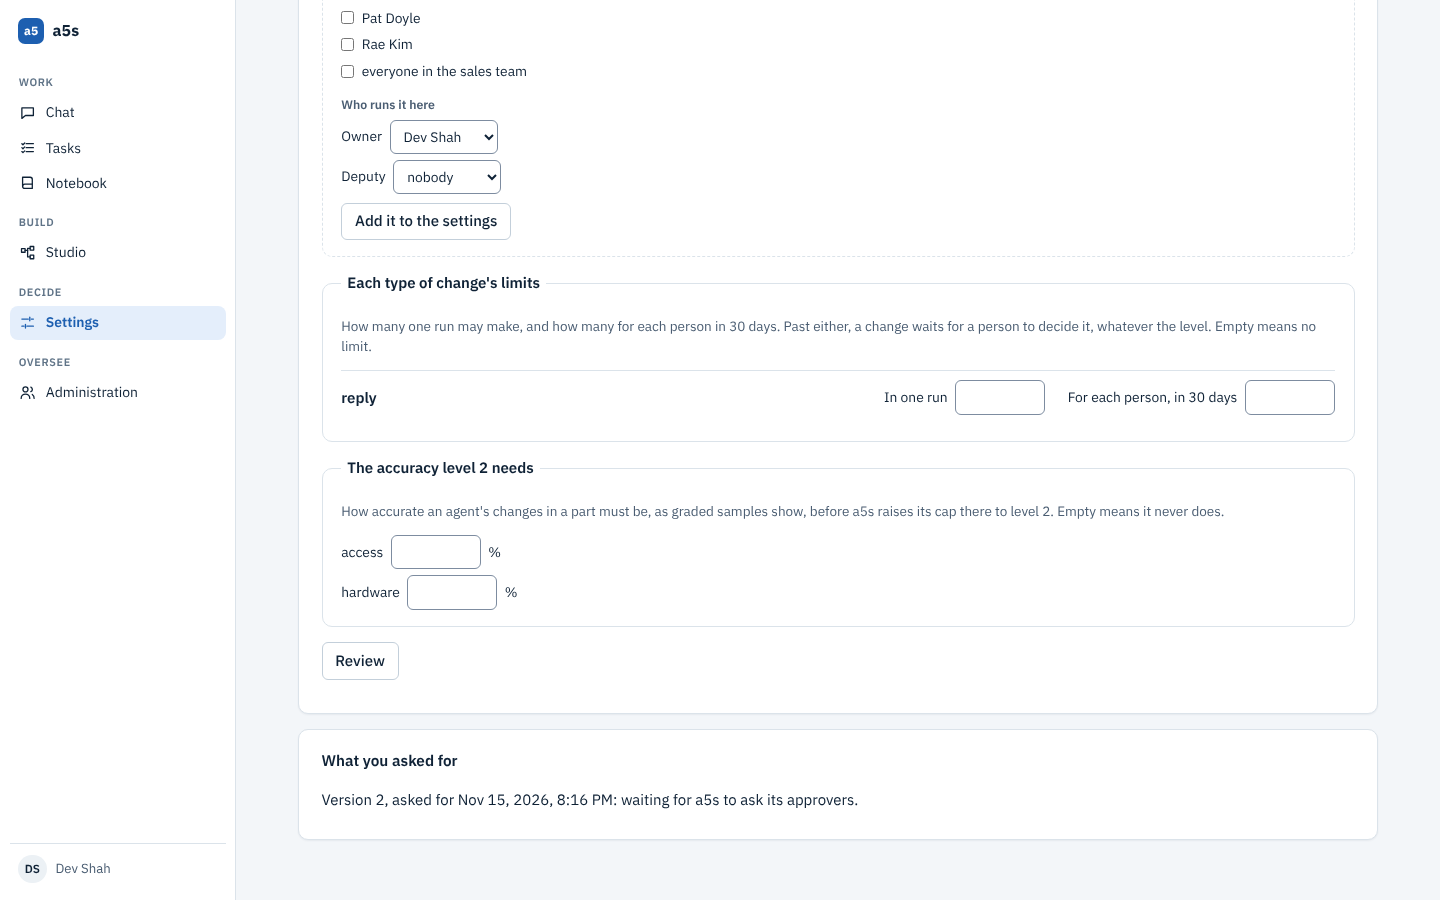 a5 a5s
WORK
Chat
Tasks
Notebook
BUILD
Studio
DECIDE
Settings
OVERSEE
Administration
DS Dev Shah
Pat Doyle
Rae Kim
everyone in the sales team
Who runs it here
Owner Dev Shah
Deputy nobody
Add it to the settings
Each type of change's limits
How many one run may make, and how many for each person in 30 days. Past either, a change waits for a person to decide it, whatever the level. Empty means no
limit.
reply In one run For each person, in 30 days
The accuracy level 2 needs
How accurate an agent's changes in a part must be, as graded samples show, before a5s raises its cap there to level 2. Empty means it never does.
access %
hardware %
Review
What you asked for
Version 2, asked for Nov 15, 2026, 8:16 PM: waiting for a5s to ask its approvers.